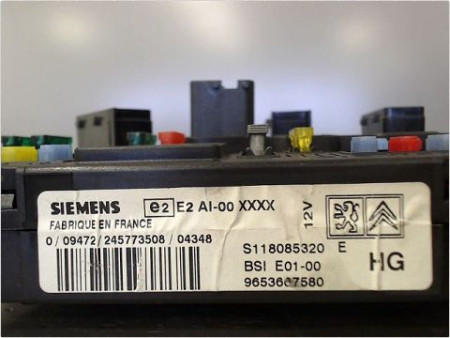 SIEMENS e2 E2 AI-00 XXXX
FABRIQUE EN FRANCE
0/09472/245773508/04348
12V
S118085320 E
BSI E01-00
9653667580
HG